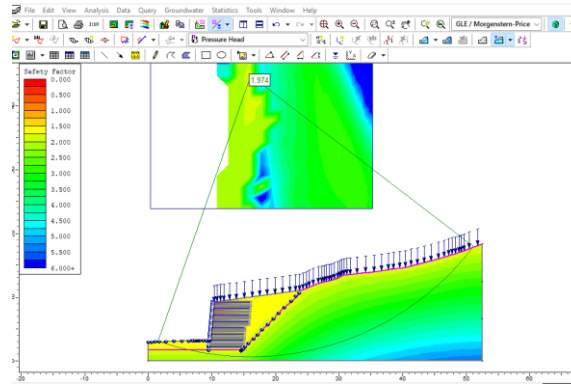 File Edit View Analysis Data Query Groundwater Statistics Tools Window Help
GLE / Morgenstern-Price
Pressure Head
Safety Factor
0.000
0.500
1.000
1.500
2.000
2.500
3.000
3.500
4.000
4.500
5.000
5.500
6.000+
1.974
-20 -10 0 10 20 30 40 50 60